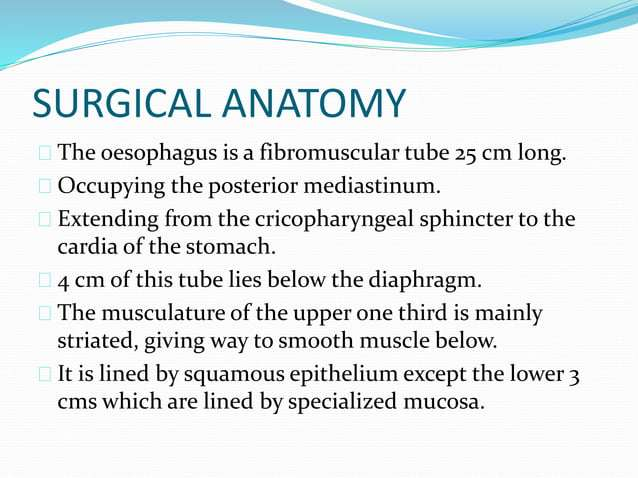 SURGICAL ANATOMY
The oesophagus is a fibromuscular tube 25 cm long.
Occupying the posterior mediastinum.
Extending from the cricopharyngeal sphincter to the
cardia of the stomach.
4 cm of this tube lies below the diaphragm.
The musculature of the upper one third is mainly
striated, giving way to smooth muscle below.
It is lined by squamous epithelium except the lower 3
cms which are lined by specialized mucosa.